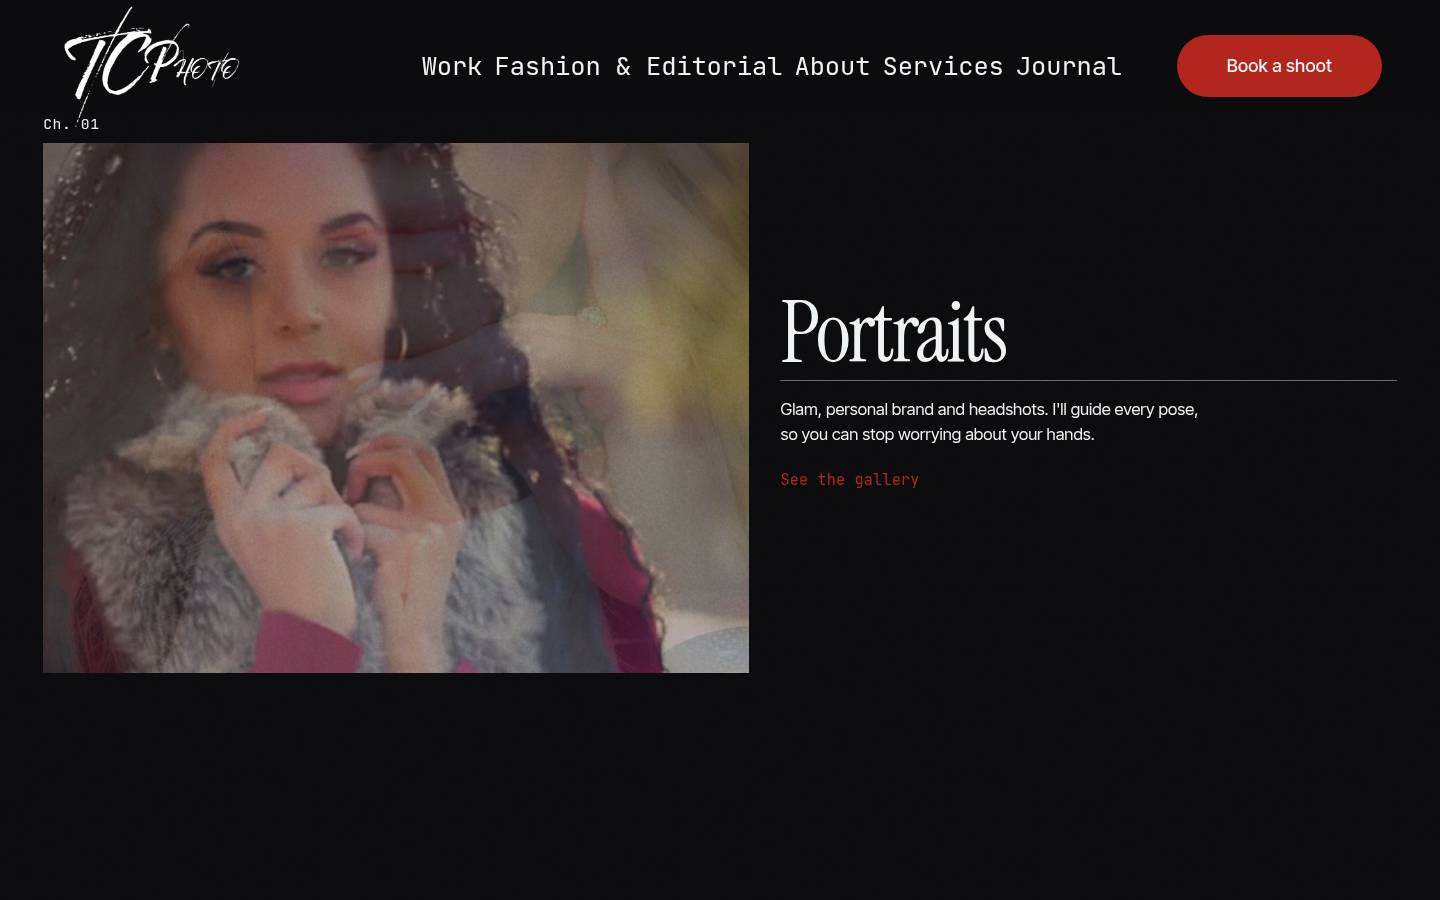 TCPhoto
Work Fashion & Editorial About Services Journal
Book a shoot
Ch. 01
Portraits
Glam, personal brand and headshots. I'll guide every pose,
so you can stop worrying about your hands.
See the gallery